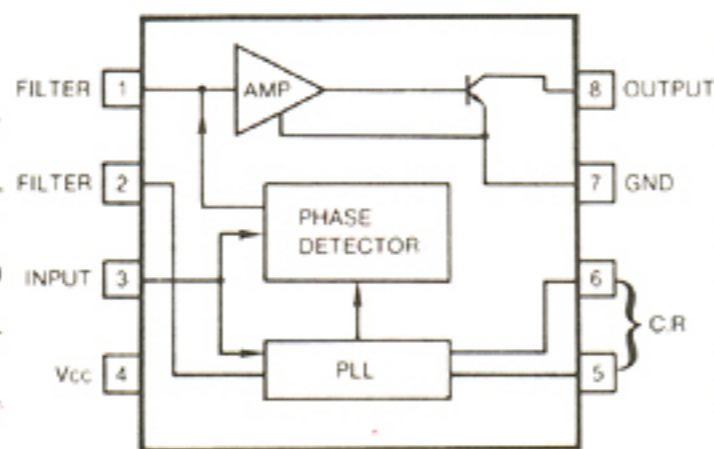 FILTER 1
AMP
8 OUTPUT
FILTER 2
7 GND
PHASE
DETECTOR
INPUT 3
6
C.R
Vcc 4
PLL
5